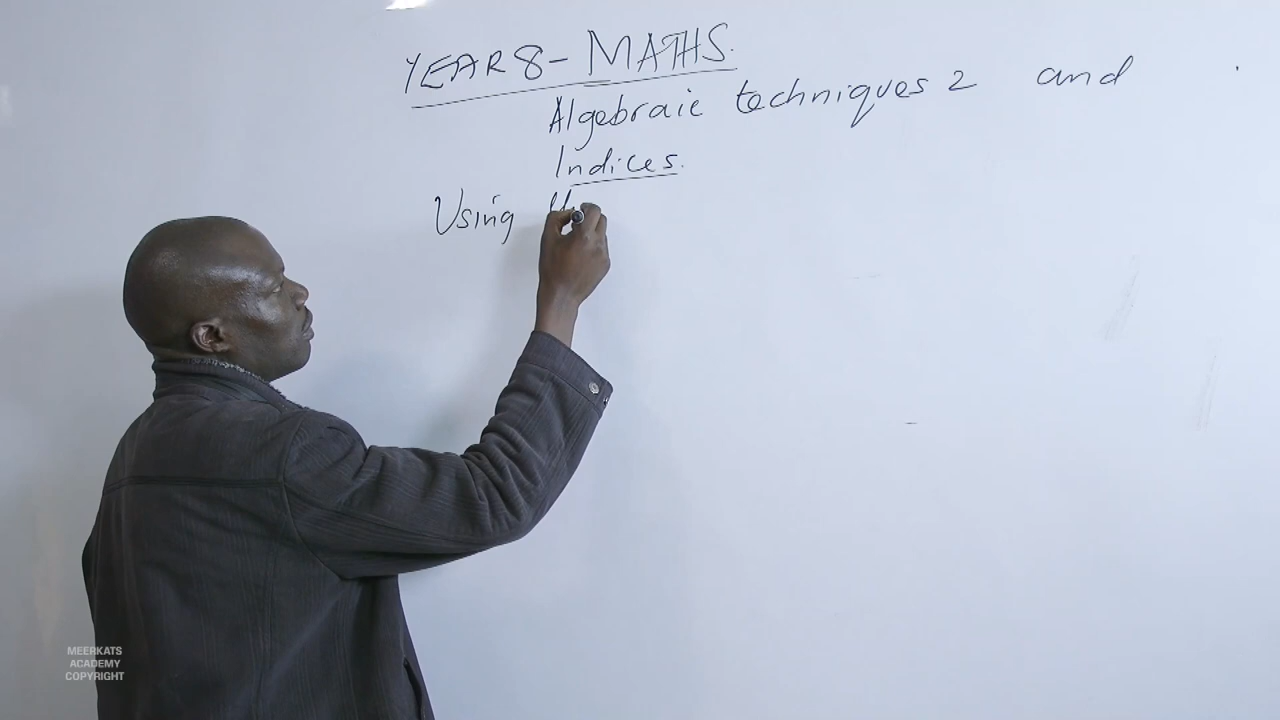 YEAR 8 - MATHS.
Algebraic techniques 2 and
Indices.
Using
MEERKATS
ACADEMY
COPYRIGHT